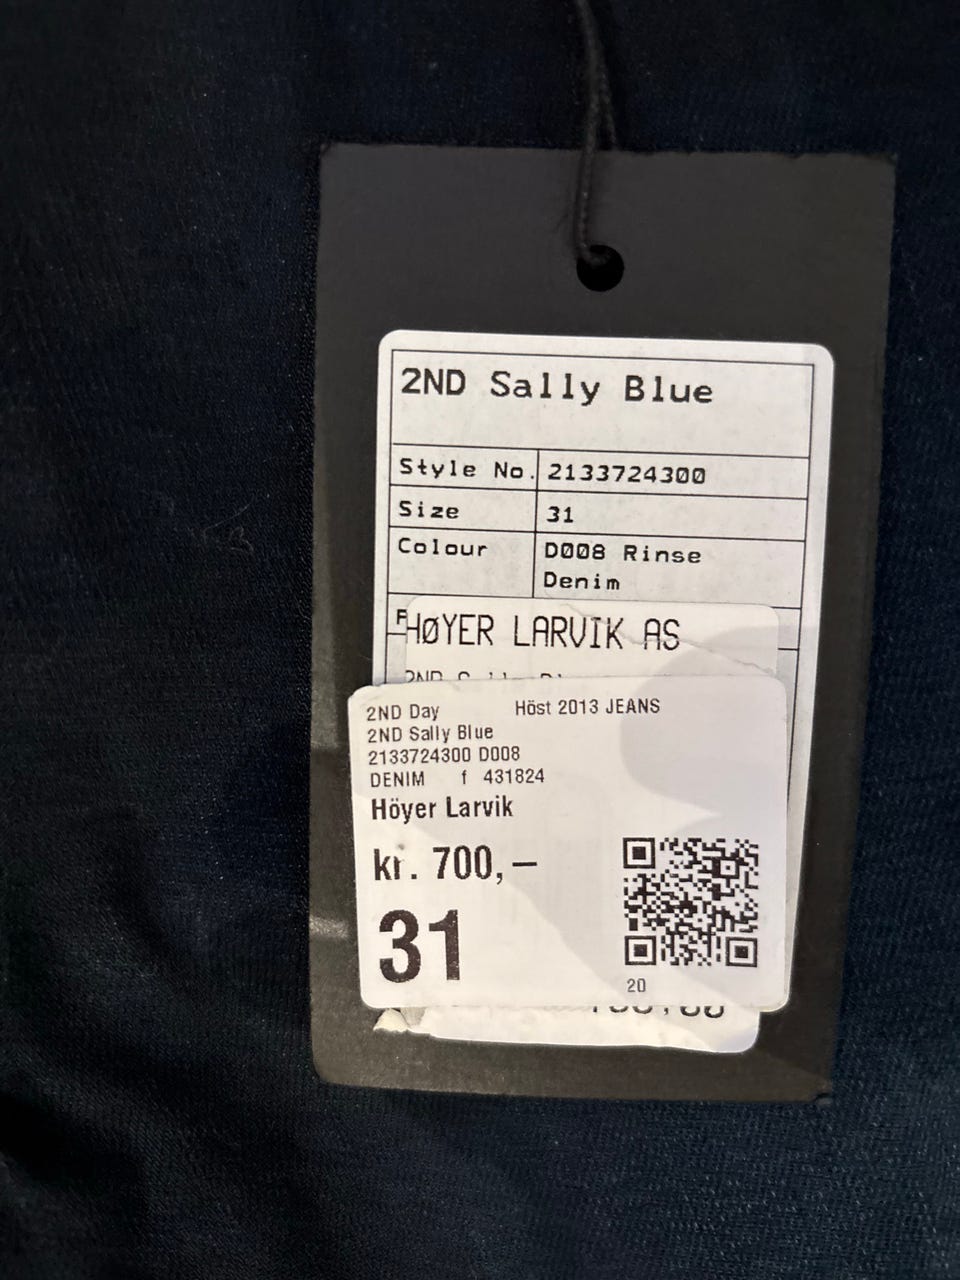 2ND Sally Blue
Style No. 2133724300
Size 31
Colour D008 Rinse
Denim
HØYER LARVIK AS
2ND Day Höst 2013 JEANS
2ND Sally Blue
2133724300 D008
DENIM f 431824
Höyer Larvik
kr. 700,–
31
20